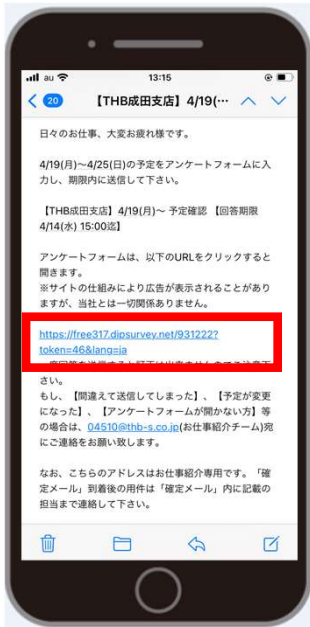 au
13:15
20
【THB成田支店】4/19(…
日々のお仕事、大変お疲れ様です。
4/19(月)~4/25(日)の予定をアンケートフォームに入
力し、期限内に送信して下さい。
【THB成田支店】4/19(月)~ 予定確認 【回答期限
4/14(水) 15:00迄】
アンケートフォームは、以下のURLをクリックすると
開きます。
※サイトの仕組みにより広告が表示されることがあり
ますが、当社とは一切関係ありません。
https://free317.dipsurvey.net/931222?
token=46&lang=ja
さい。
もし、【間違えて送信してしまった】、【予定が変更
になった】、【アンケートフォームが開かない方】等
の場合は、04510@thb-s.co.jp(お仕事紹介チーム)宛
にご連絡をお願い致します。
なお、こちらのアドレスはお仕事紹介専用です。「確
定メール」到着後の用件は「確定メール」内に記載の
担当まで連絡して下さい。